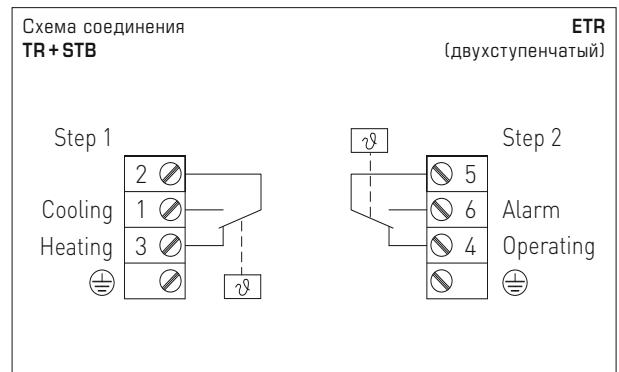 Схема соединения
TR+STB
ETR
(двухступенчатый)
Step 1
2
Cooling 1
Heating 3
ϑ
ϑ
Step 2
5
6 Alarm
4 Operating